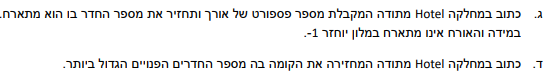 ג. כתוב במחלקה Hotel מתודה המקבלת מספר פספורט של אורך ותחזיר את מספר החדר בו הוא מתארח.
במידה והאורח אינו מתארח במלון יוחזר 1-.
ד. כתוב במחלקה Hotel מתודה המחזירה את הקומה בה מספר החדרים הפנויים הגדול ביותר.